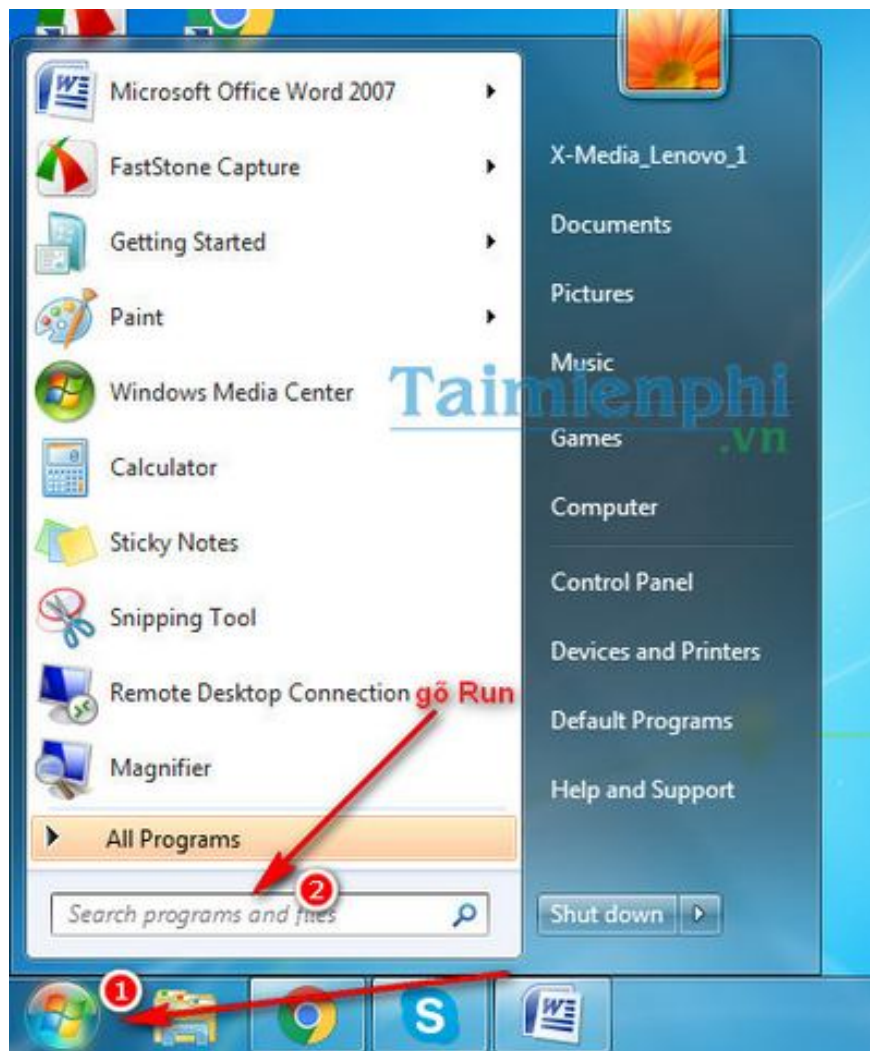 Microsoft Office Word 2007
FastStone Capture
Getting Started
Paint
Windows Media Center
Calculator
Sticky Notes
Snipping Tool
Remote Desktop Connection
gõ Run
Magnifier
All Programs
2
Search programs and files
1
X-Media_Lenovo_1
Documents
Pictures
Music
Taimienphi
.vn
Games
Computer
Control Panel
Devices and Printers
Default Programs
Help and Support
Shut down